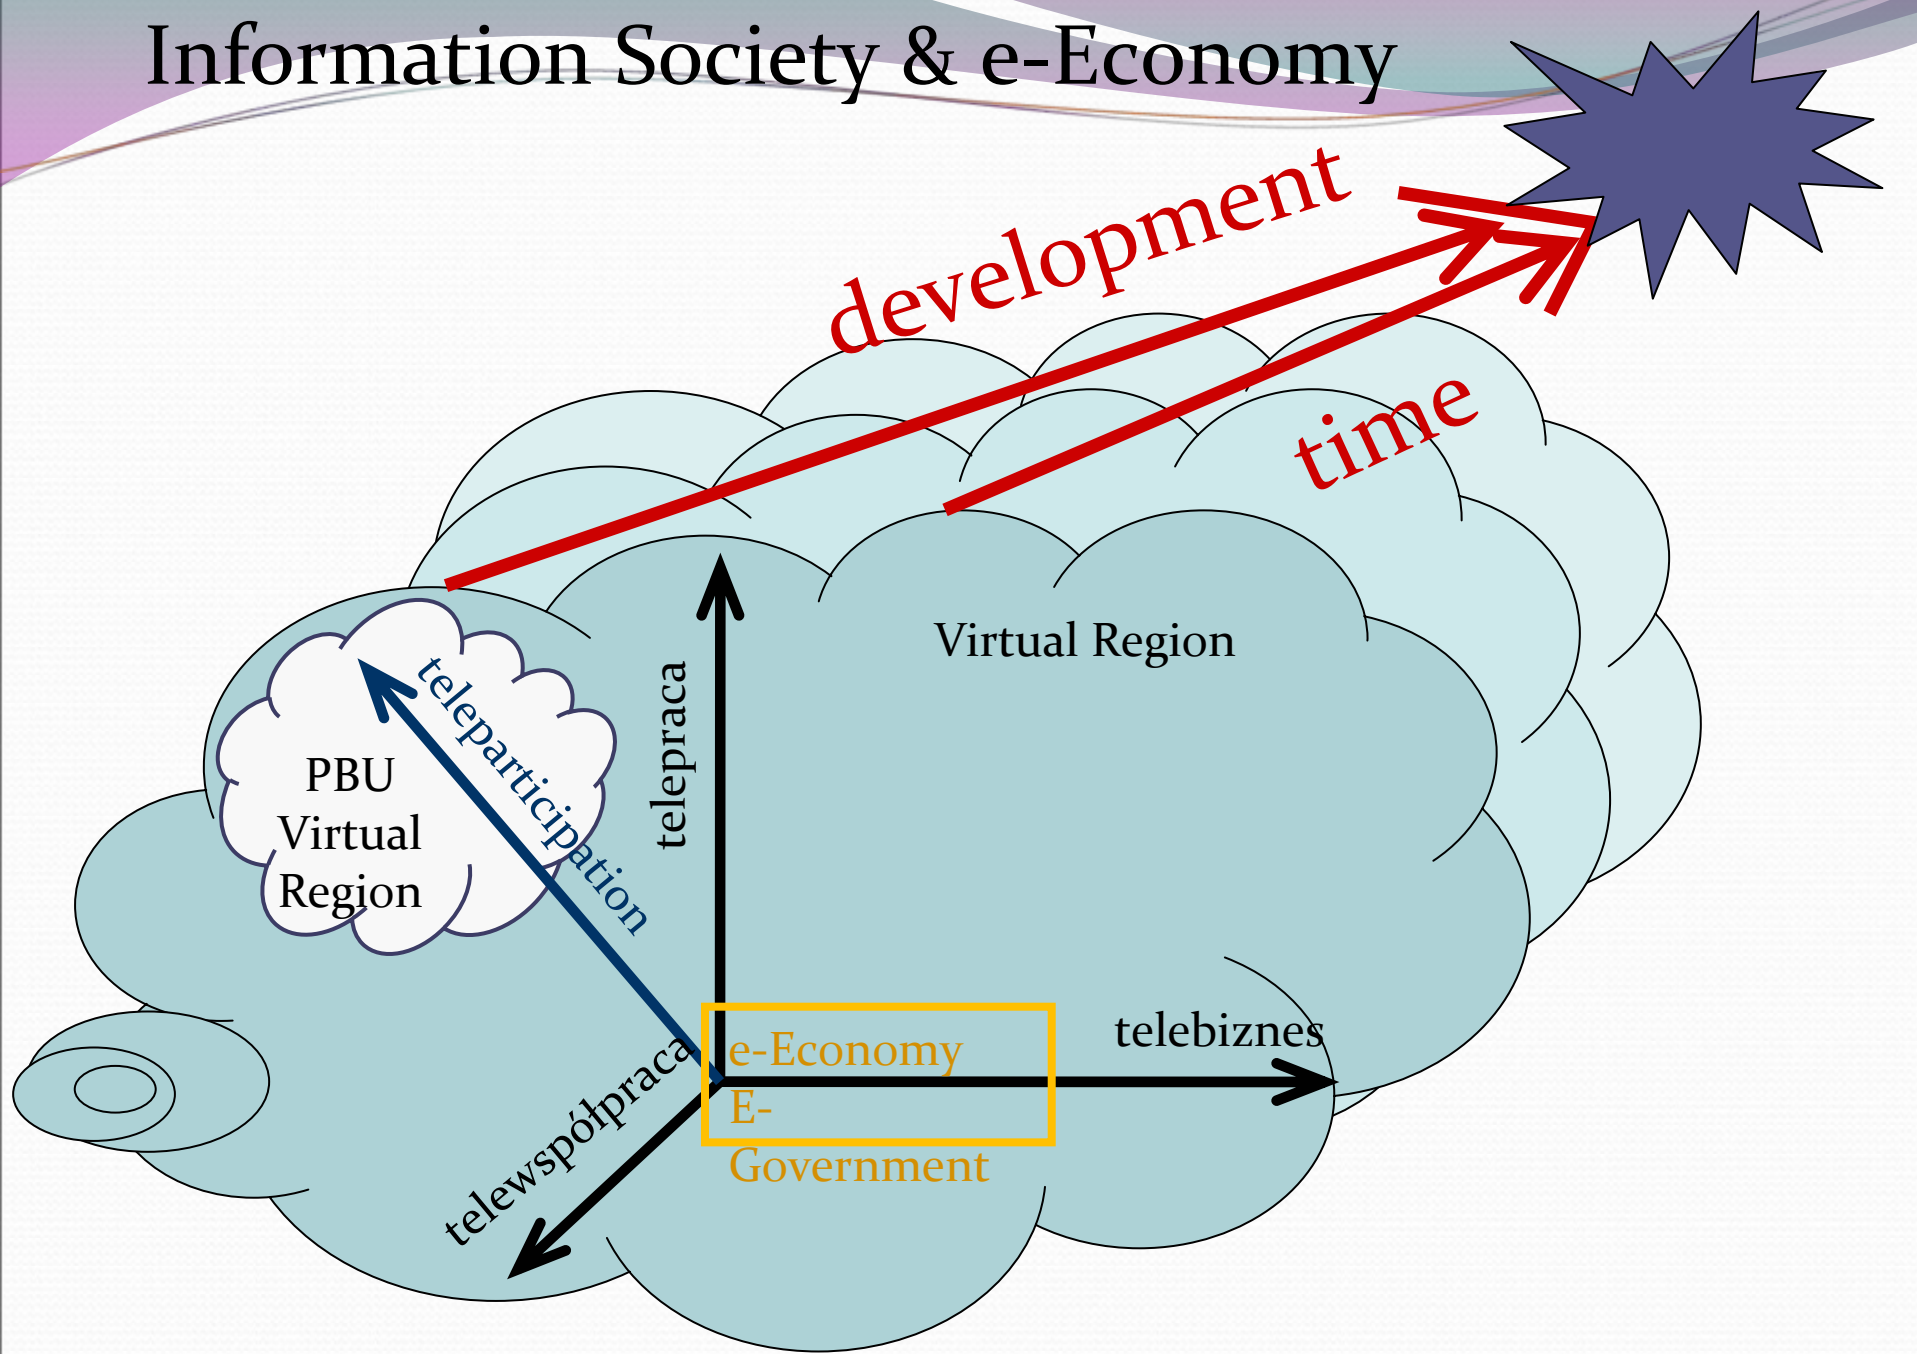 Information Society & e-Economy
development
time
Virtual Region
telepraca
teleparticipation
PBU
Virtual
Region
telebiznes
e-Economy
E-
Government
telewspółpraca